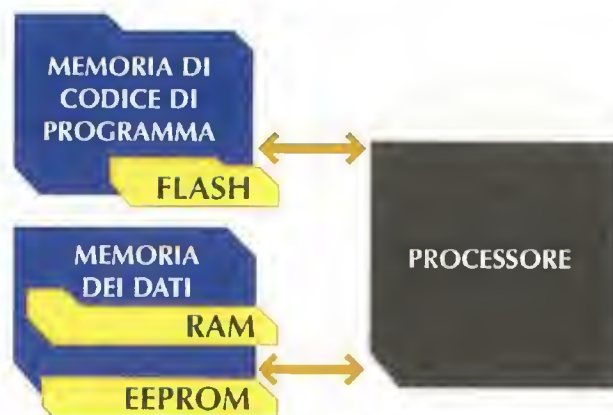 MEMORIA DI
CODICE DI
PROGRAMMA
FLASH
MEMORIA
DEI DATI
RAM
EEPROM
PROCESSORE